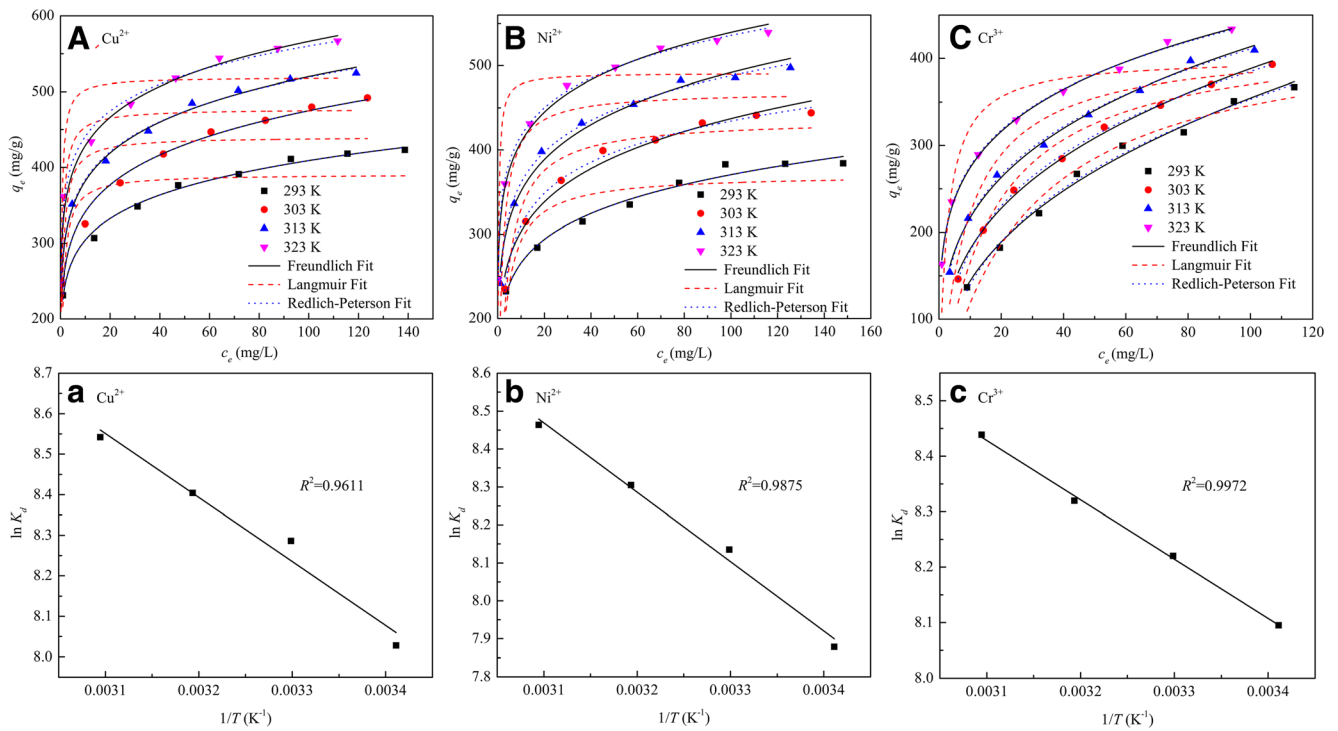 A
Cu²⁺
600
500
400
300
200
qₑ (mg/g)
293 K
303 K
313 K
323 K
Freundlich Fit
Langmuir Fit
Redlich-Peterson Fit
0 20 40 60 80 100 120 140
cₑ (mg/L)
B
Ni²⁺
500
450
400
350
300
250
200
qₑ (mg/g)
293 K
303 K
313 K
323 K
Freundlich Fit
Langmuir Fit
Redlich-Peterson Fit
0 20 40 60 80 100 120 140 160
cₑ (mg/L)
C
Cr³⁺
400
300
200
100
qₑ (mg/g)
293 K
303 K
313 K
323 K
Freundlich Fit
Langmuir Fit
Redlich-Peterson Fit
0 20 40 60 80 100 120
cₑ (mg/L)
a
Cu²⁺
8.7
8.6
8.5
8.4
8.3
8.2
8.1
8.0
ln K_d
R²=0.9611
0.0031 0.0032 0.0033 0.0034
1/T (K⁻¹)
b
Ni²⁺
8.6
8.5
8.4
8.3
8.2
8.1
8.0
7.9
7.8
ln K_d
R²=0.9875
0.0031 0.0032 0.0033 0.0034
1/T (K⁻¹)
c
Cr³⁺
8.5
8.4
8.3
8.2
8.1
8.0
ln K_d
R²=0.9972
0.0031 0.0032 0.0033 0.0034
1/T (K⁻¹)